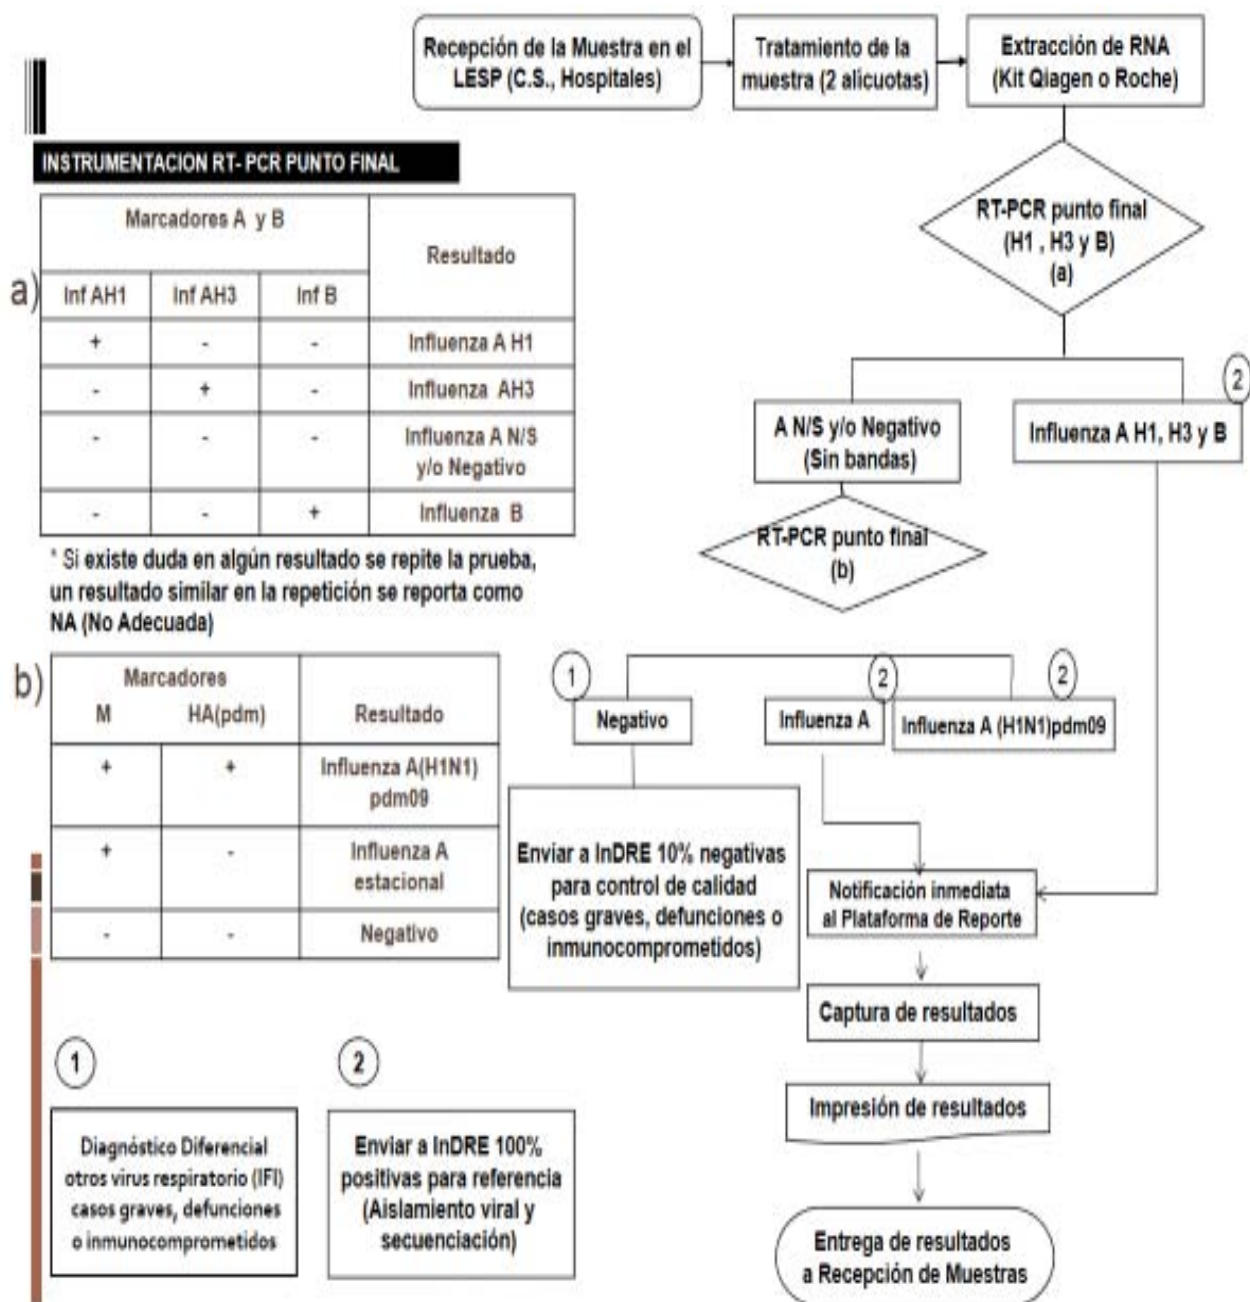 Recepción de la Muestra en el
LESP (C.S., Hospitales)
Tratamiento de la
muestra (2 alicuotas)
Extracción de RNA
(Kit Qiagen o Roche)
INSTRUMENTACION RT- PCR PUNTO FINAL
a)
Marcadores A y B
Resultado
Inf AH1
Inf AH3
Inf B
+ - - Influenza A H1
- + - Influenza AH3
- - - Influenza A N/S
y/o Negativo
- - + Influenza B
* Si existe duda en algún resultado se repite la prueba,
un resultado similar en la repetición se reporta como
NA (No Adecuada)
RT-PCR punto final
(H1 , H3 y B)
(a)
2
A N/S y/o Negativo
(Sin bandas)
Influenza A H1, H3 y B
RT-PCR punto final
(b)
b)
Marcadores
M HA(pdm) Resultado
+ + Influenza A(H1N1)
pdm09
+ - Influenza A
estacional
- - Negativo
1
Negativo
2
Influenza A
2
Influenza A (H1N1)pdm09
Enviar a InDRE 10% negativas
para control de calidad
(casos graves, defunciones o
inmunocomprometidos)
Notificación inmediata
al Plataforma de Reporte
Captura de resultados
Impresión de resultados
Entrega de resultados
a Recepción de Muestras
1
Diagnóstico Diferencial
otros virus respiratorio (IFI)
casos graves, defunciones
o inmunocomprometidos
2
Enviar a InDRE 100%
positivas para referencia
(Aislamiento viral y
secuenciación)